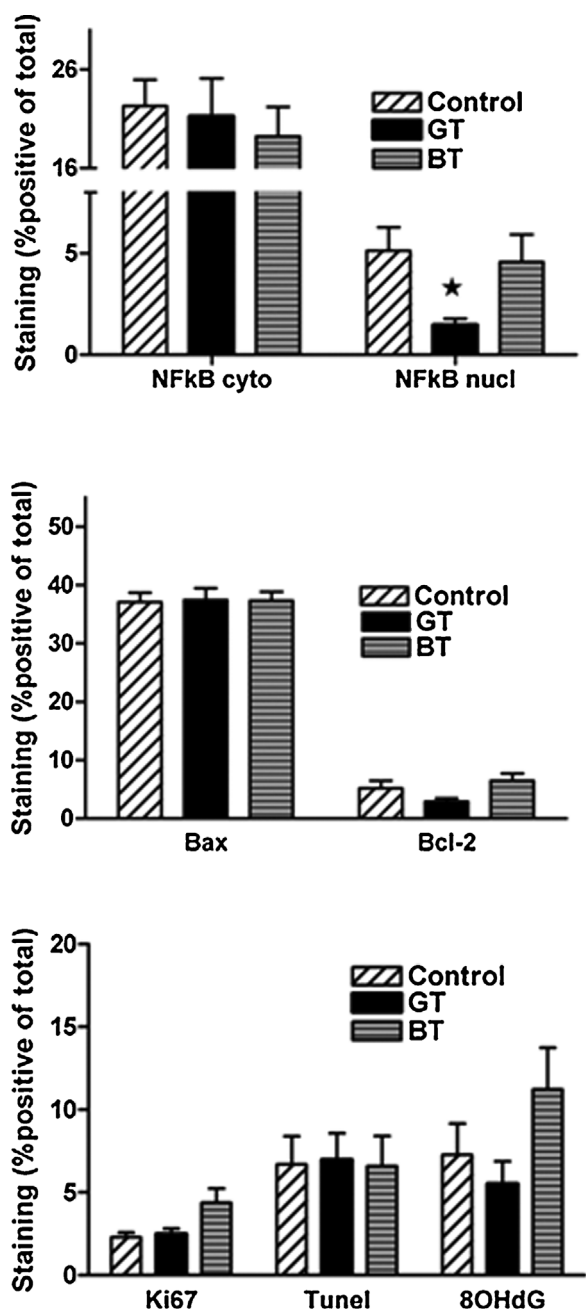 Staining (%positive of total)
26
16
5
0
Control
GT
BT
NFkB cyto NFkB nucl
Staining (%positive of total)
50
40
30
20
10
0
Control
GT
BT
Bax Bcl-2
Staining (%positive of total)
20
15
10
5
0
Control
GT
BT
Ki67 Tunel 8OHdG